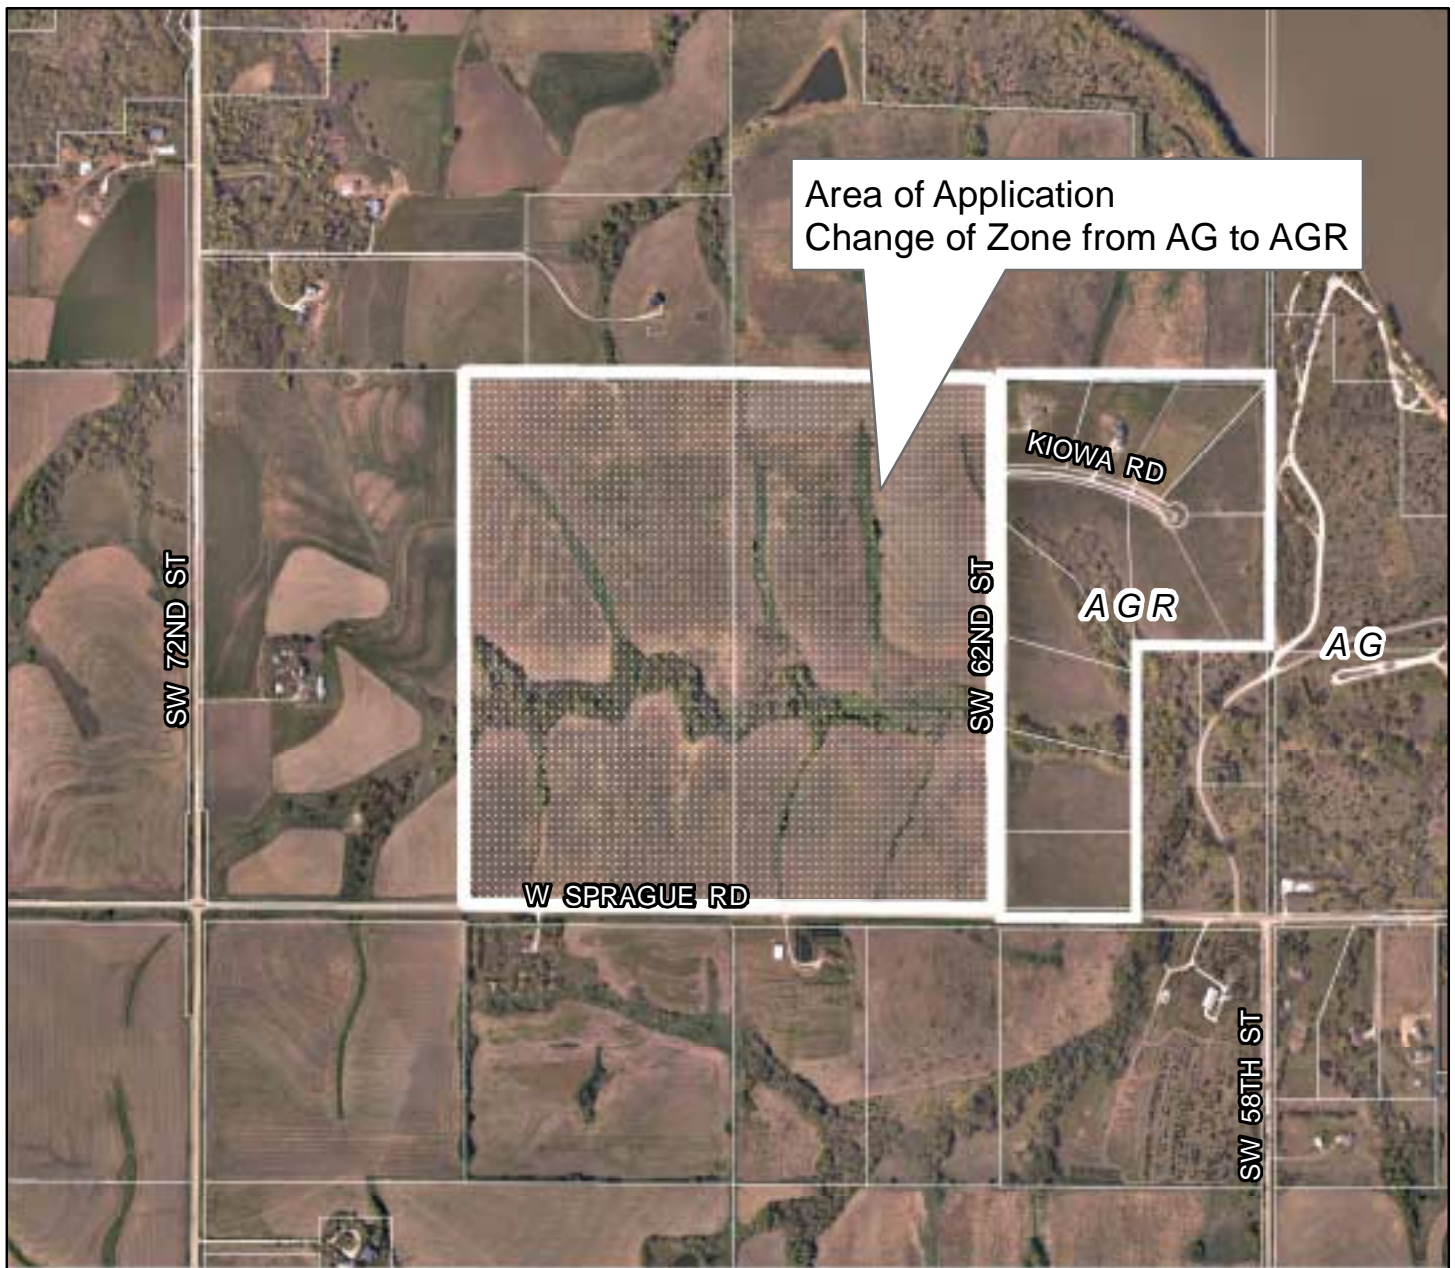 Area of Application
Change of Zone from AG to AGR
KIOWA RD
SW 72ND ST
SW 62ND ST
AGR
AG
W SPRAGUE RD
SW 58TH ST